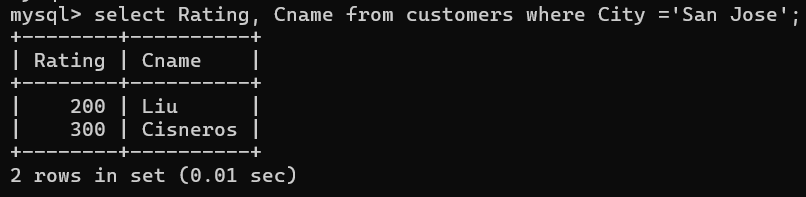 mysql> select Rating, Cname from customers where City ='San Jose';
+--------+----------+
| Rating | Cname    |
+--------+----------+
|    200 | Liu      |
|    300 | Cisneros |
+--------+----------+
2 rows in set (0.01 sec)